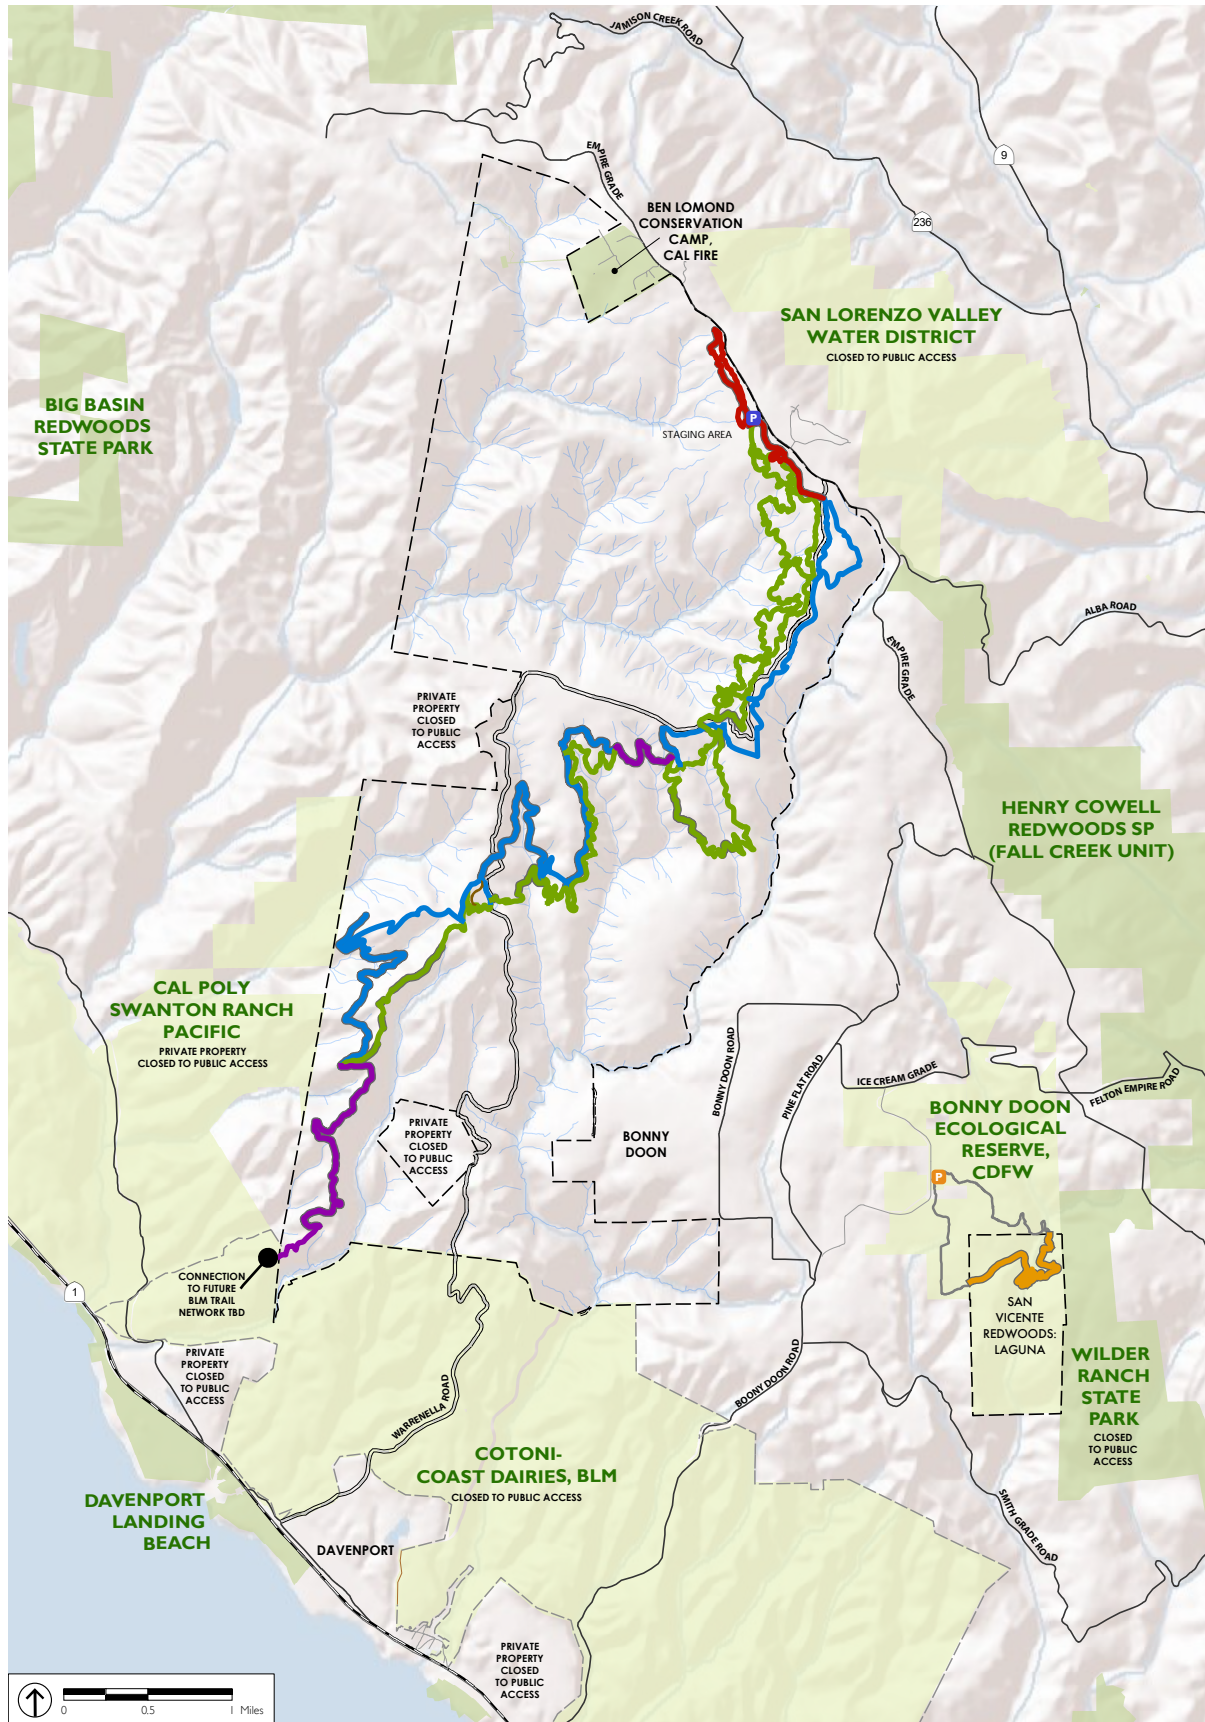 JAMISON CREEK ROAD
9
EMPIRE GRADE
BEN LOMOND
CONSERVATION
CAMP,
CAL FIRE
236
SAN LORENZO VALLEY
WATER DISTRICT
CLOSED TO PUBLIC ACCESS
BIG BASIN
REDWOODS
STATE PARK
P
STAGING AREA
ALBA ROAD
EMPIRE GRADE
PRIVATE
PROPERTY
CLOSED
TO PUBLIC
ACCESS
HENRY COWELL
REDWOODS SP
(FALL CREEK UNIT)
CAL POLY
SWANTON RANCH
PACIFIC
PRIVATE PROPERTY
CLOSED TO PUBLIC ACCESS
BONNY DOON ROAD
PINE FLAT ROAD
ICE CREAM GRADE
FELTON EMPIRE ROAD
BONNY DOON
ECOLOGICAL
RESERVE,
CDFW
PRIVATE
PROPERTY
CLOSED
TO PUBLIC
ACCESS
BONNY
DOON
P
CONNECTION
TO FUTURE
BLM TRAIL
NETWORK TBD
1
SAN
VICENTE
REDWOODS:
LAGUNA
PRIVATE
PROPERTY
CLOSED
TO PUBLIC
ACCESS
WILDER
RANCH
STATE
PARK
CLOSED
TO PUBLIC
ACCESS
WARRENELLA ROAD
BOONY DOON ROAD
COTONI-
COAST DAIRIES, BLM
CLOSED TO PUBLIC ACCESS
DAVENPORT
LANDING
BEACH
SMITH GRADE ROAD
DAVENPORT
PRIVATE
PROPERTY
CLOSED
TO PUBLIC
ACCESS
0 0.5 1 Miles